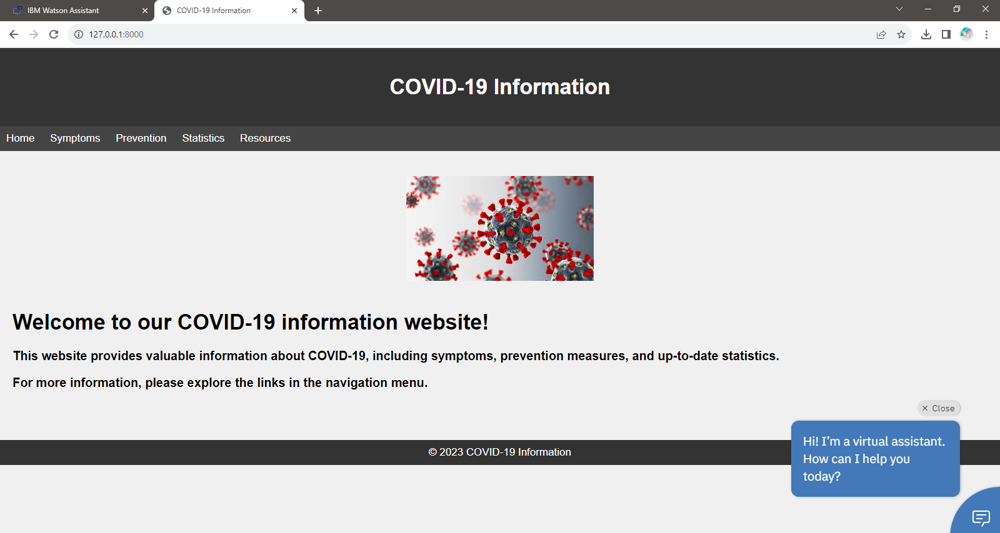 IBM Watson Assistant
COVID-19 Information
127.0.0.1:8000
COVID-19 Information
Home Symptoms Prevention Statistics Resources
Welcome to our COVID-19 information website!
This website provides valuable information about COVID-19, including symptoms, prevention measures, and up-to-date statistics.
For more information, please explore the links in the navigation menu.
Close
Hi! I'm a virtual assistant.
How can I help you
today?
© 2023 COVID-19 Information